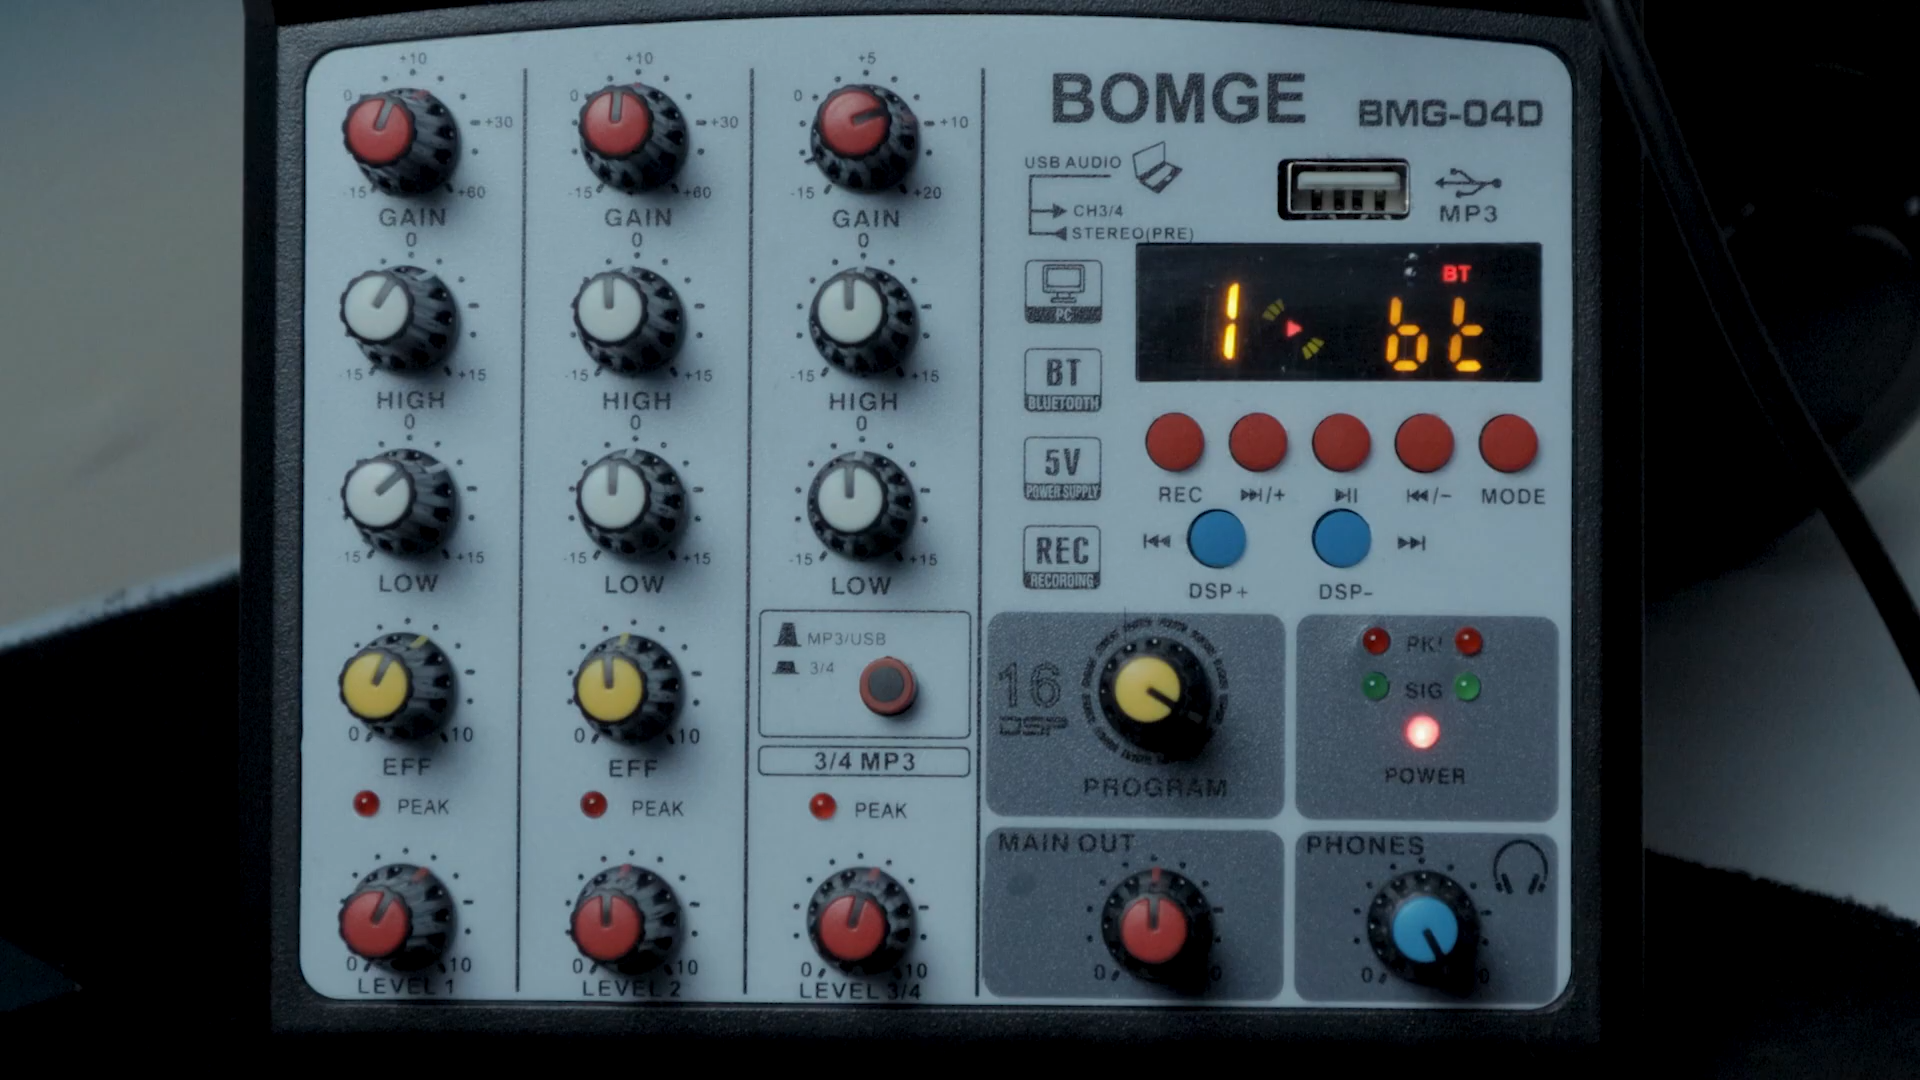 +10
0
+30
-15
+60
GAIN
0
-15
+15
HIGH
0
-15
+15
LOW
0
10
EFF
PEAK
0
10
LEVEL 1
+10
0
+30
-15
+60
GAIN
0
-15
+15
HIGH
0
-15
+15
LOW
0
10
EFF
PEAK
0
10
LEVEL 2
+5
0
+10
-15
+20
GAIN
0
-15
+15
HIGH
0
-15
+15
LOW
MP3/USB
3/4
3/4 MP3
PEAK
0
10
LEVEL 3/4
BOMGE
BMG-04D
USB AUDIO
CH3/4
STEREO(PRE)
MP3
PC
BT
BLUETOOTH
5V
POWER SUPPLY
REC
RECORDING
BT
1 bt
REC
/+
/-
MODE
DSP+
DSP-
16
DSP
PROGRAM
PK!
SIG
POWER
MAIN OUT
0
PHONES
0